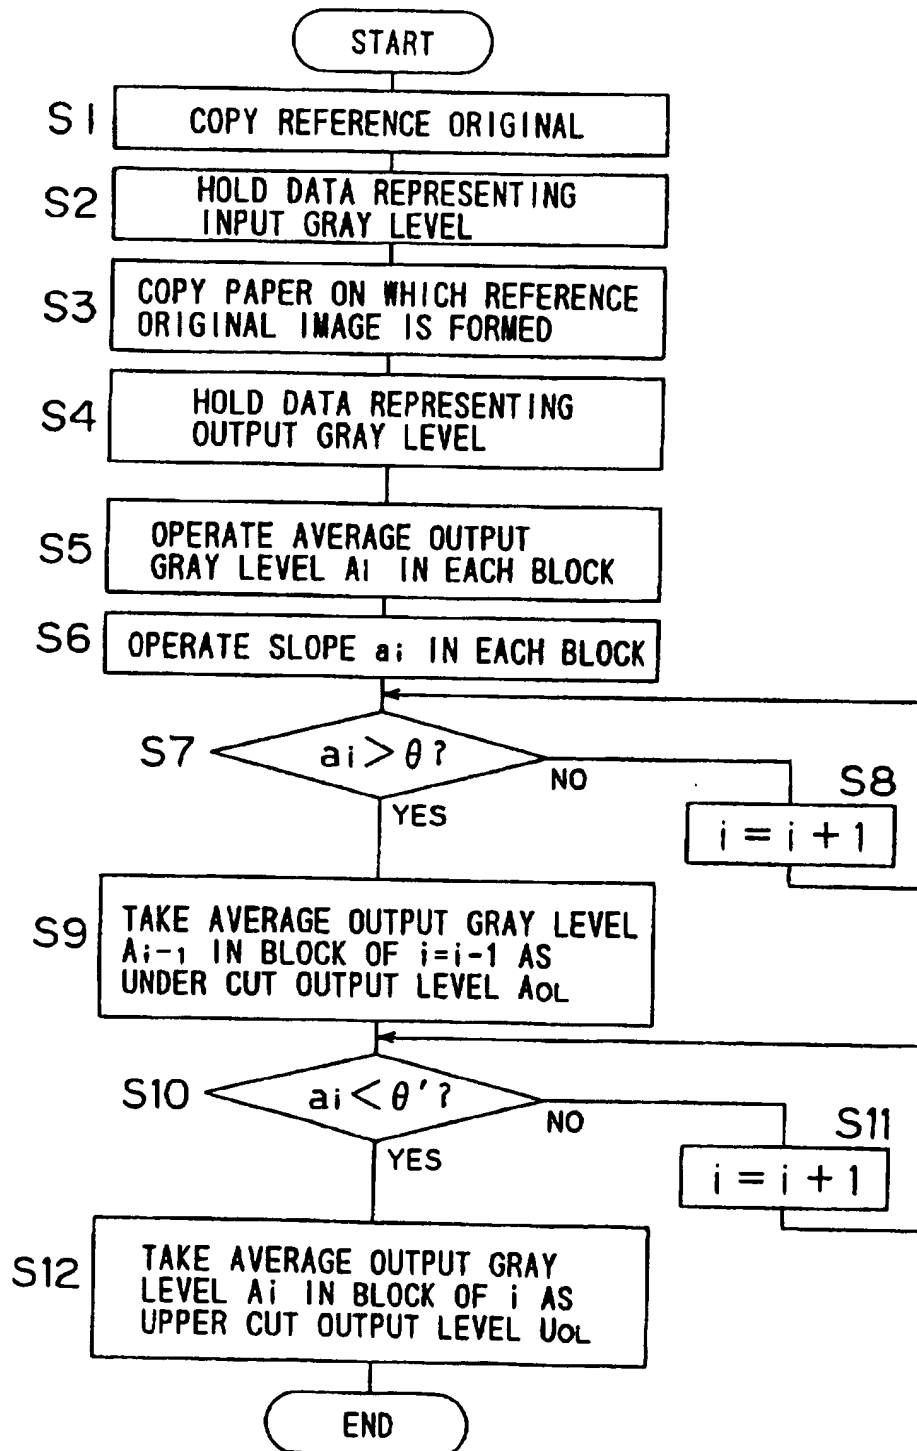 START
S1
COPY REFERENCE ORIGINAL
S2
HOLD DATA REPRESENTING
INPUT GRAY LEVEL
S3
COPY PAPER ON WHICH REFERENCE
ORIGINAL IMAGE IS FORMED
S4
HOLD DATA REPRESENTING
OUTPUT GRAY LEVEL
S5
OPERATE AVERAGE OUTPUT
GRAY LEVEL Ai IN EACH BLOCK
S6
OPERATE SLOPE ai IN EACH BLOCK
S7
ai > θ ?
NO
YES
S8
i = i + 1
S9
TAKE AVERAGE OUTPUT GRAY LEVEL
Ai-1 IN BLOCK OF i=i-1 AS
UNDER CUT OUTPUT LEVEL AOL
S10
ai < θ' ?
NO
YES
S11
i = i + 1
S12
TAKE AVERAGE OUTPUT GRAY
LEVEL Ai IN BLOCK OF i AS
UPPER CUT OUTPUT LEVEL UOL
END